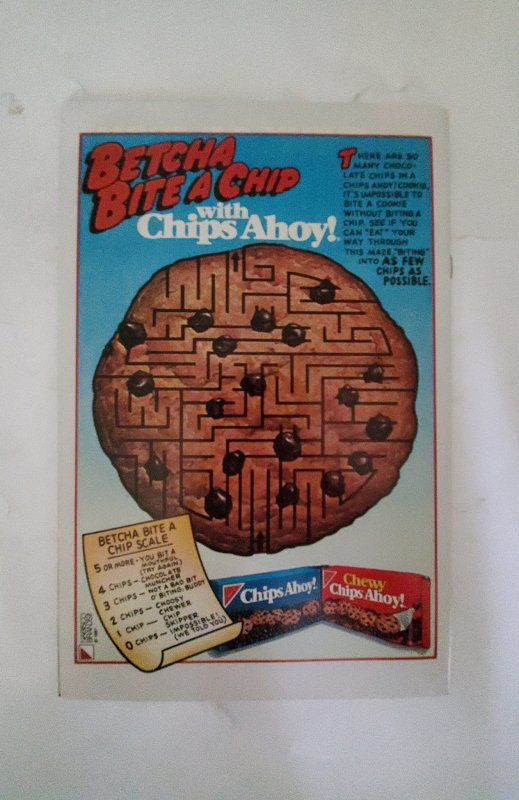 BETCHA
BITE A CHIP
with
Chips Ahoy!
THERE ARE SO
MANY CHOCO-
LATE CHIPS IN A
CHIPS AHOY! COOKIE,
IT'S IMPOSSIBLE TO
BITE A COOKIE
WITHOUT BITING A
CHIP. SEE IF YOU
CAN "EAT" YOUR
WAY THROUGH
THIS MAZE, "BITING"
INTO AS FEW
CHIPS AS
POSSIBLE.
BETCHA BITE A
CHIP SCALE
5 OR MORE - YOU BIT A
MOUTHFUL
(TRY AGAIN)
4 CHIPS - CHOCOLATE
MUNCHER
3 CHIPS - NOT A BAD BIT
O' BITING, BUDDY
2 CHIPS - CHOOSY
CHEWER
1 CHIP - CHIP
SKIPPER
0 CHIPS - IMPOSSIBLE!
(WE TOLD YOU)
Chips Ahoy!
Chewy
Chips Ahoy!
NABISCO
BRANDS